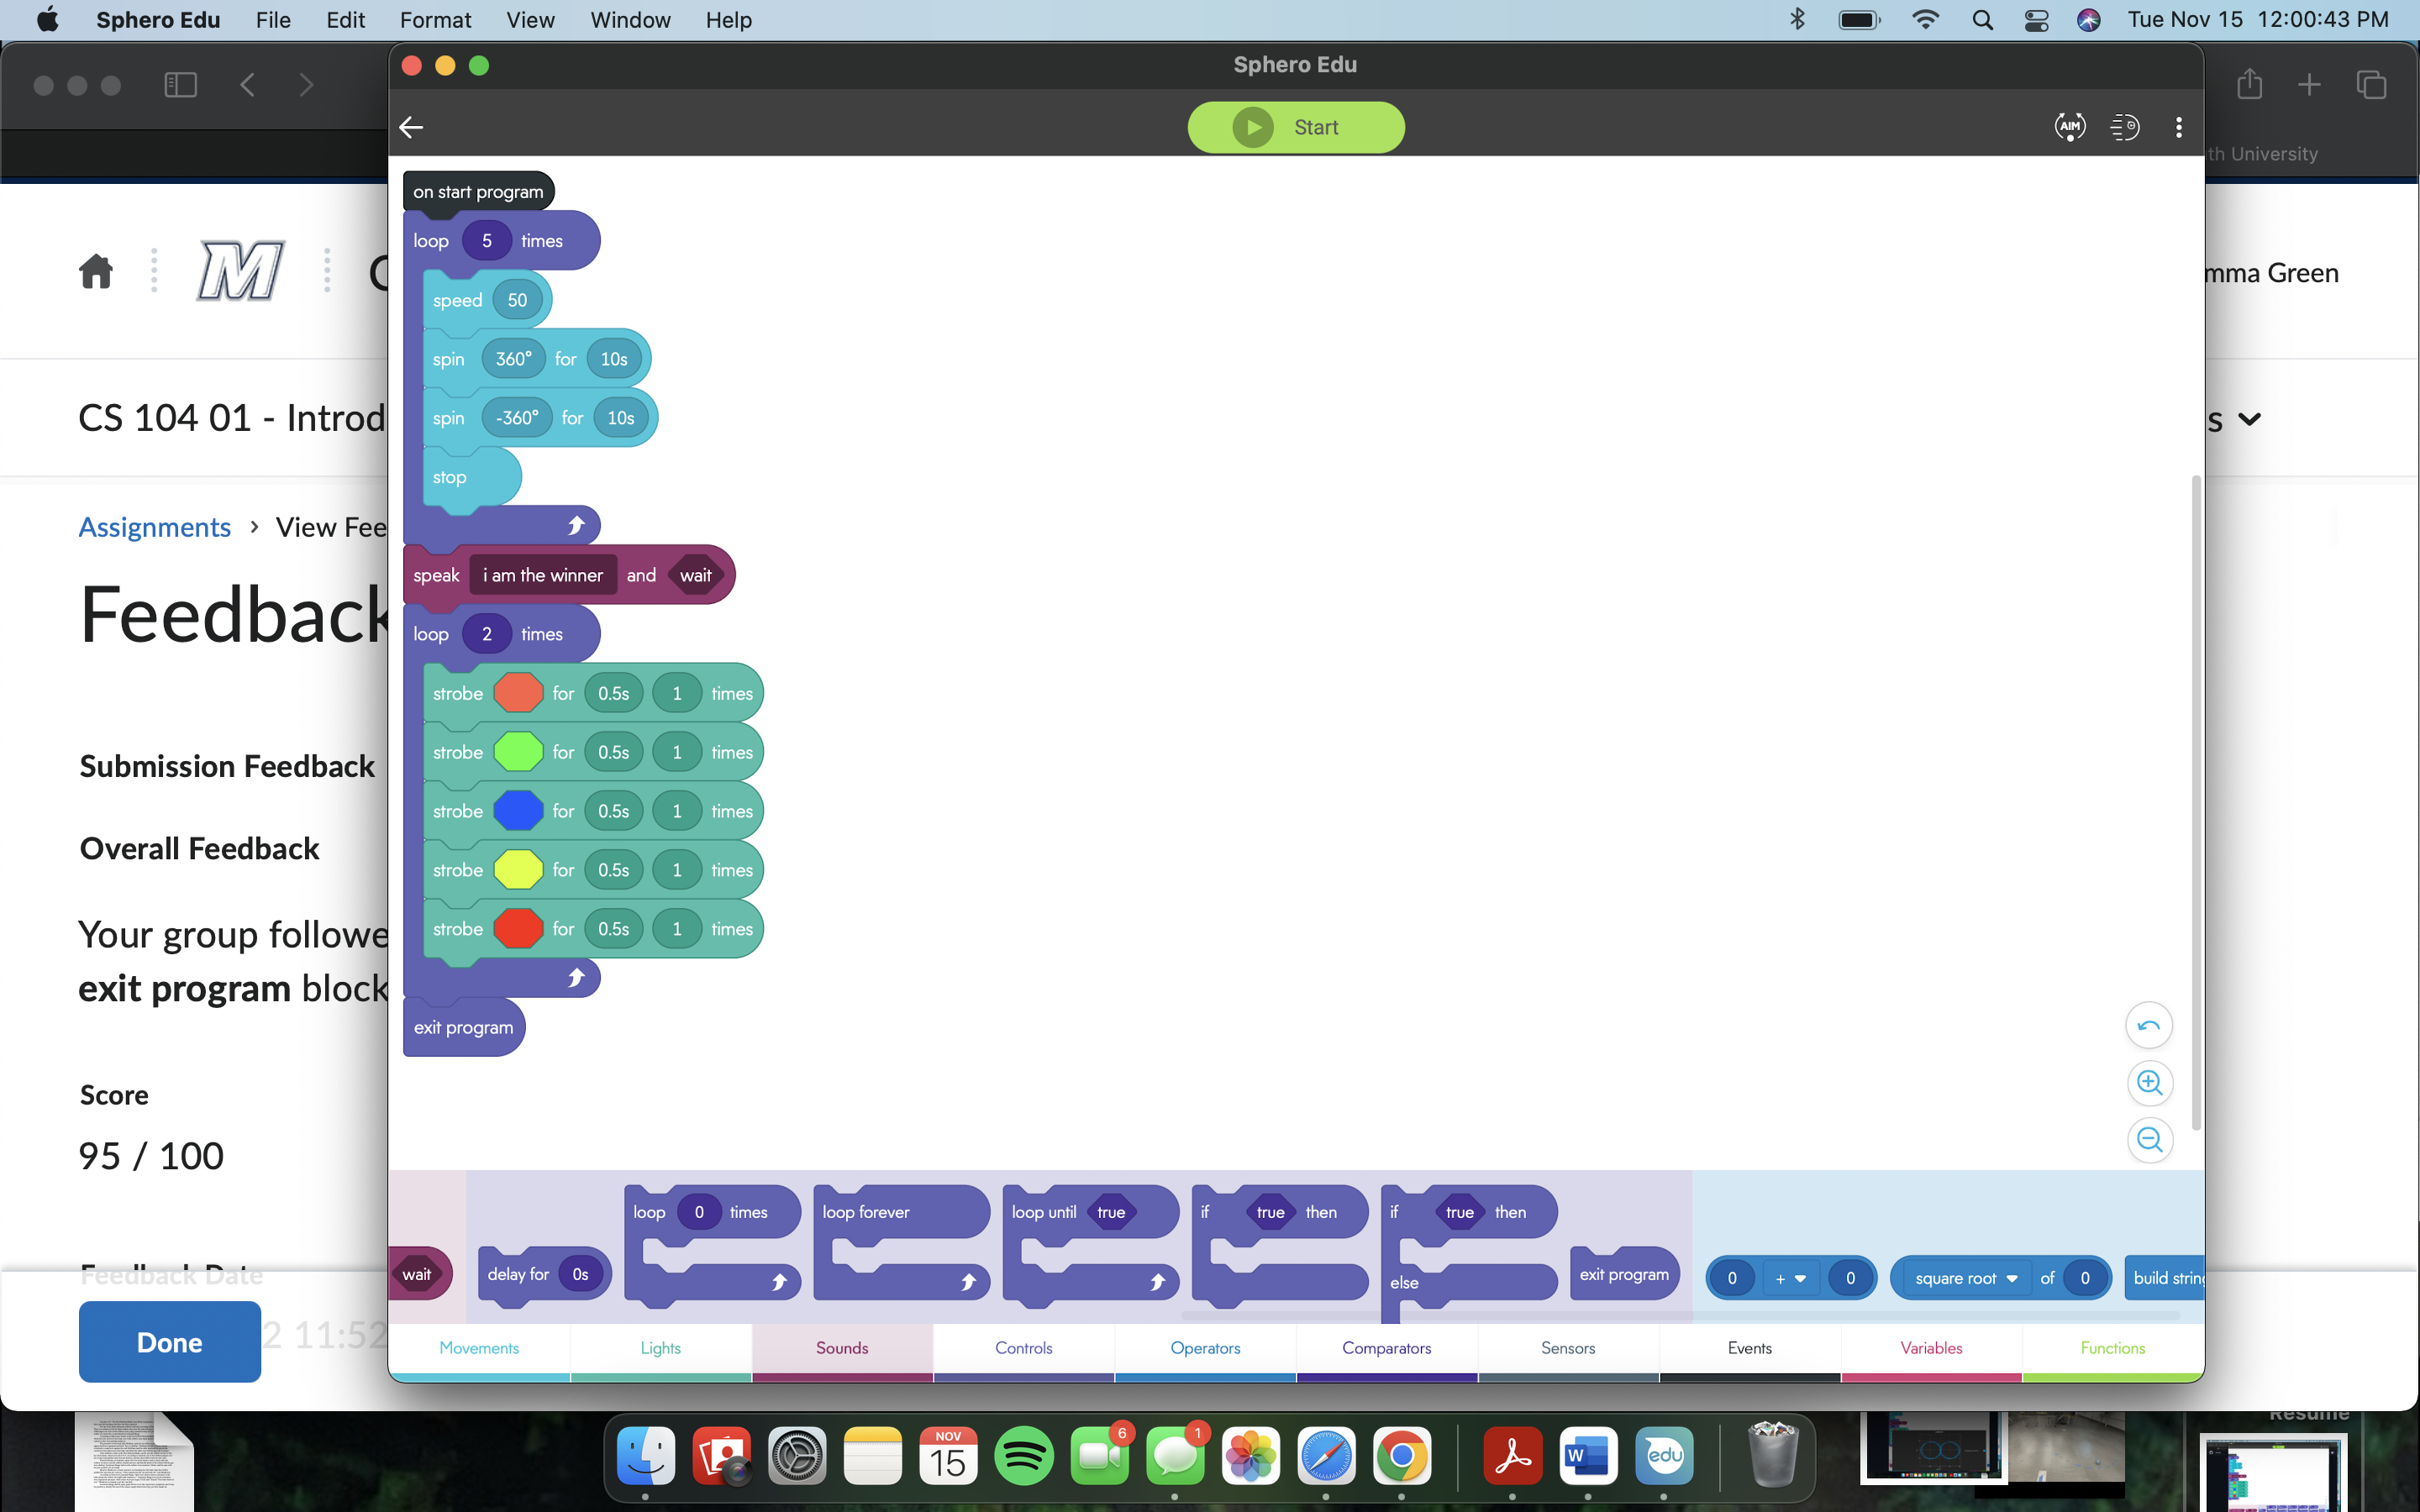 Sphero Edu File Edit Format View Window Help Tue Nov 15 12:00:43 PM
Sphero Edu
Start
AIM
th University
on start program
loop 5 times
speed 50
spin 360° for 10s
spin -360° for 10s
stop
speak i am the winner and wait
loop 2 times
strobe for 0.5s 1 times
strobe for 0.5s 1 times
strobe for 0.5s 1 times
strobe for 0.5s 1 times
strobe for 0.5s 1 times
exit program
M
mma Green
CS 104 01 - Introd
s
Assignments > View Fee
Feedback
Submission Feedback
Overall Feedback
Your group followe
exit program block
Score
95 / 100
Feedback Date
2 11:52
Done
wait
delay for 0s
loop 0 times
loop forever
loop until true
if true then
if true then
else
exit program
0 + 0
square root of 0
build string
Movements Lights Sounds Controls Operators Comparators Sensors Events Variables Functions
NOV
15
6
1
W
edu
Resume